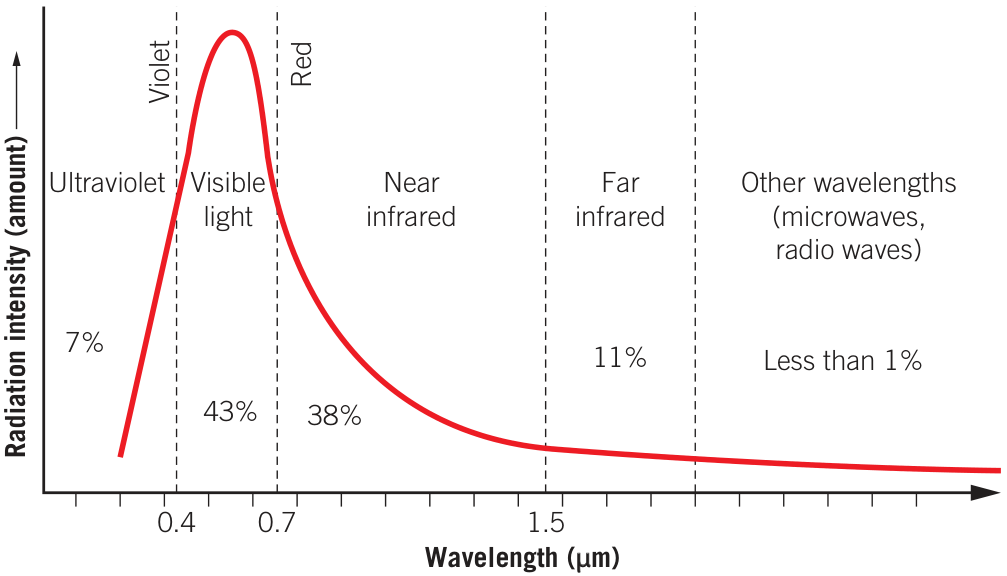 Radiation intensity (amount)
Violet
Red
Ultraviolet
Visible
light
Near
infrared
Far
infrared
Other wavelengths
(microwaves,
radio waves)
7%
43%
38%
11%
Less than 1%
0.4
0.7
1.5
Wavelength (μm)